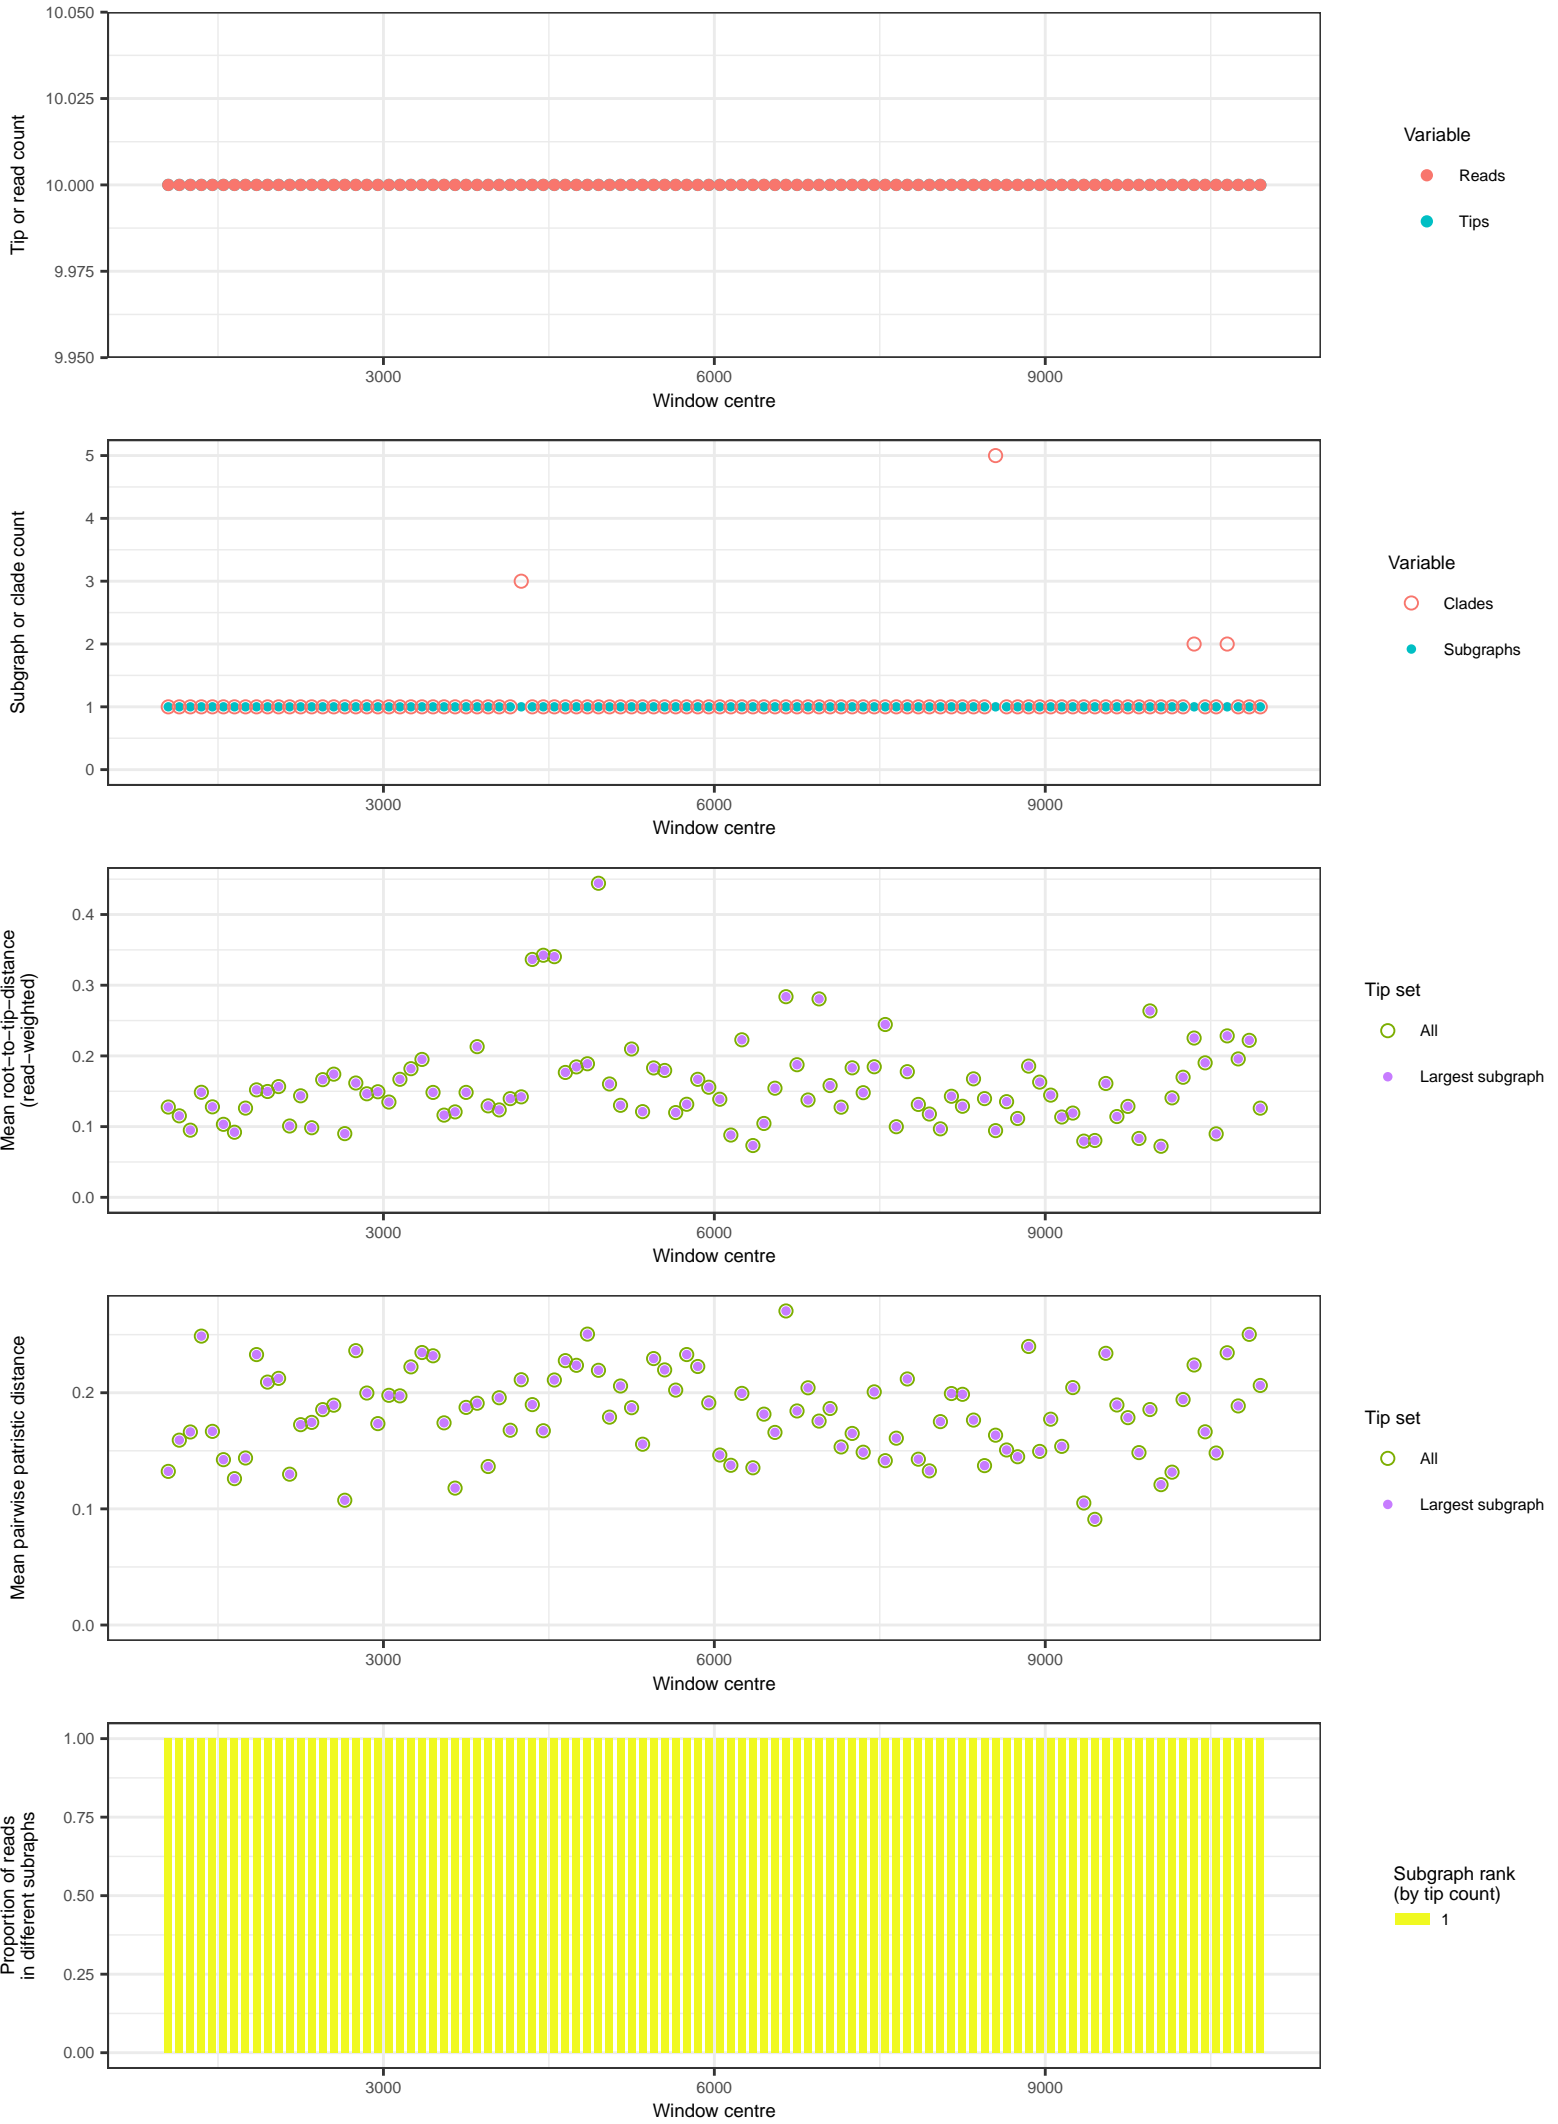 10.050
10.025
10.000
9.975
9.950
Tip or read count
3000 6000 9000
Window centre
Variable
Reads
Tips
5
4
3
2
1
0
Subgraph or clade count
3000 6000 9000
Window centre
Variable
Clades
Subgraphs
0.4
0.3
0.2
0.1
0.0
Mean root−to−tip−distance
(read−weighted)
3000 6000 9000
Window centre
Tip set
All
Largest subgraph
0.2
0.1
0.0
Mean pairwise patristic distance
3000 6000 9000
Window centre
Tip set
All
Largest subgraph
1.00
0.75
0.50
0.25
0.00
Proportion of reads
in different subraphs
3000 6000 9000
Window centre
Subgraph rank
(by tip count)
1